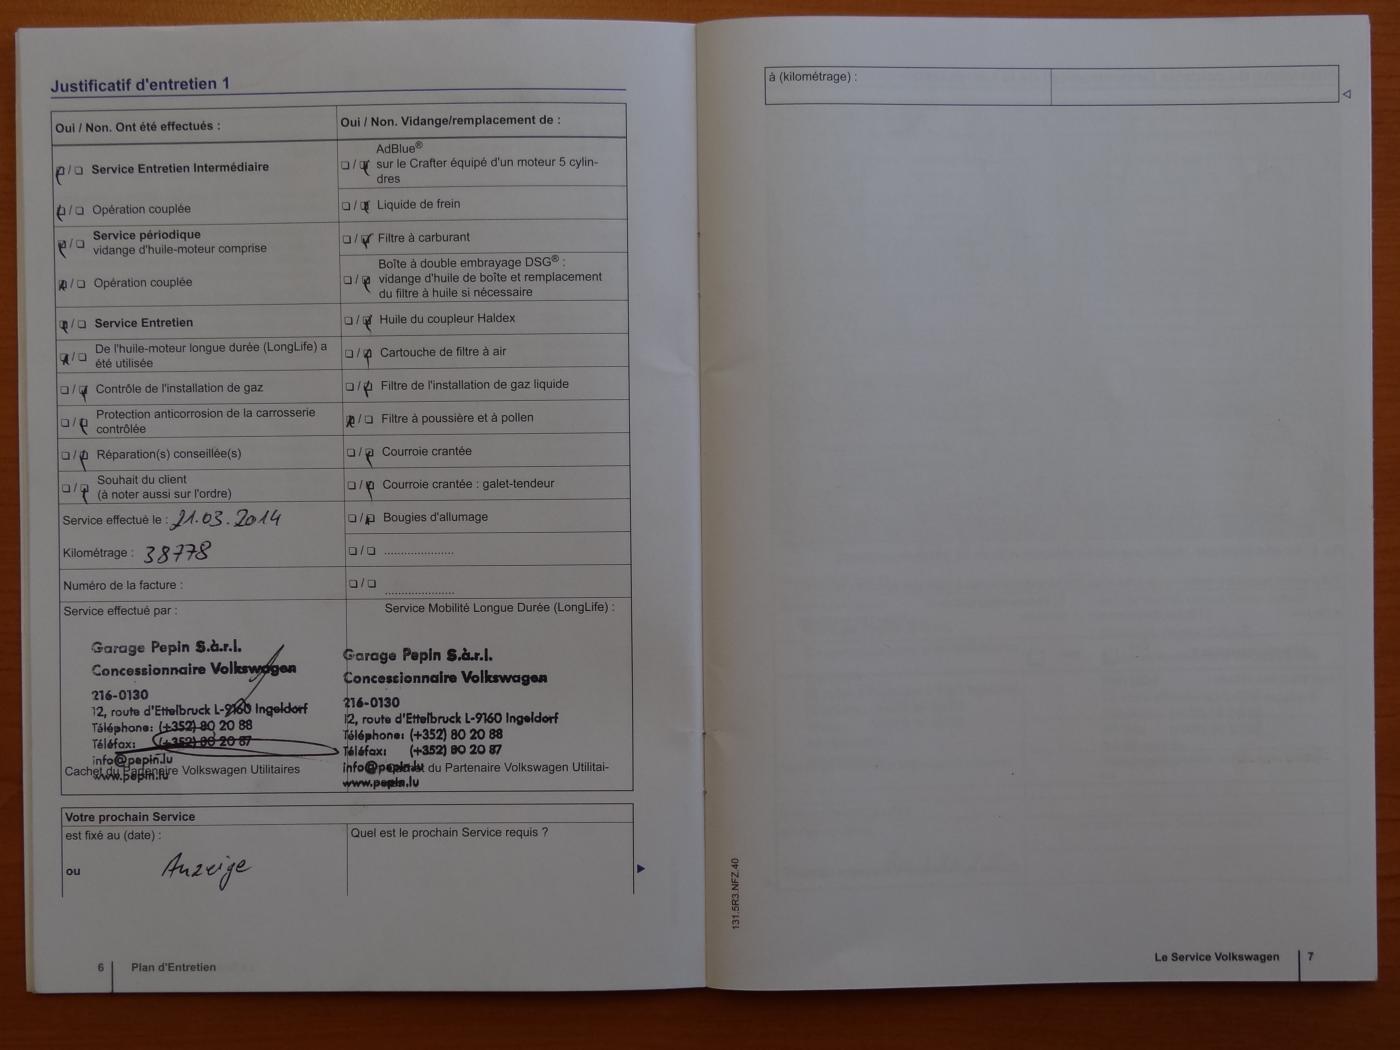 Justificatif d'entretien 1
Oui / Non. Ont été effectués :
Service Entretien Intermédiaire
Opération couplée
Service périodique
vidange d'huile-moteur comprise
Opération couplée
Service Entretien
De l'huile-moteur longue durée (LongLife) a
été utilisée
Contrôle de l'installation de gaz
Protection anticorrosion de la carrosserie
contrôlée
Réparation(s) conseillée(s)
Souhait du client
(à noter aussi sur l'ordre)
Service effectué le : 21.03.2014
Kilométrage : 38778
Numéro de la facture :
Service effectué par :
Garage Pepin S.à.r.l.
Concessionnaire Volkswagen
216-0130
12, route d'Ettelbruck L-9160 Ingeldorf
Téléphone: (+352) 80 20 88
Téléfax: (+352) 80 20 87
info@pepin.lu
Cachet du Partenaire Volkswagen Utilitaires
www.pepin.lu
Oui / Non. Vidange/remplacement de :
AdBlue®
sur le Crafter équipé d'un moteur 5 cylin-
dres
Liquide de frein
Filtre à carburant
Boîte à double embrayage DSG® :
vidange d'huile de boîte et remplacement
du filtre à huile si nécessaire
Huile du coupleur Haldex
Cartouche de filtre à air
Filtre de l'installation de gaz liquide
Filtre à poussière et à pollen
Courroie crantée
Courroie crantée : galet-tendeur
Bougies d'allumage
.....................
.....................
Service Mobilité Longue Durée (LongLife) :
Garage Pepin S.à.r.l.
Concessionnaire Volkswagen
216-0130
12, route d'Ettelbruck L-9160 Ingeldorf
Téléphone: (+352) 80 20 88
Téléfax: (+352) 80 20 87
info@pepin.lu
Cachet du Partenaire Volkswagen Utilitai-
www.pepin.lu
Votre prochain Service
est fixé au (date) :
ou
Anzeige
Quel est le prochain Service requis ?
6 Plan d'Entretien
à (kilométrage) :
131.5R3.NFZ.40
Le Service Volkswagen 7